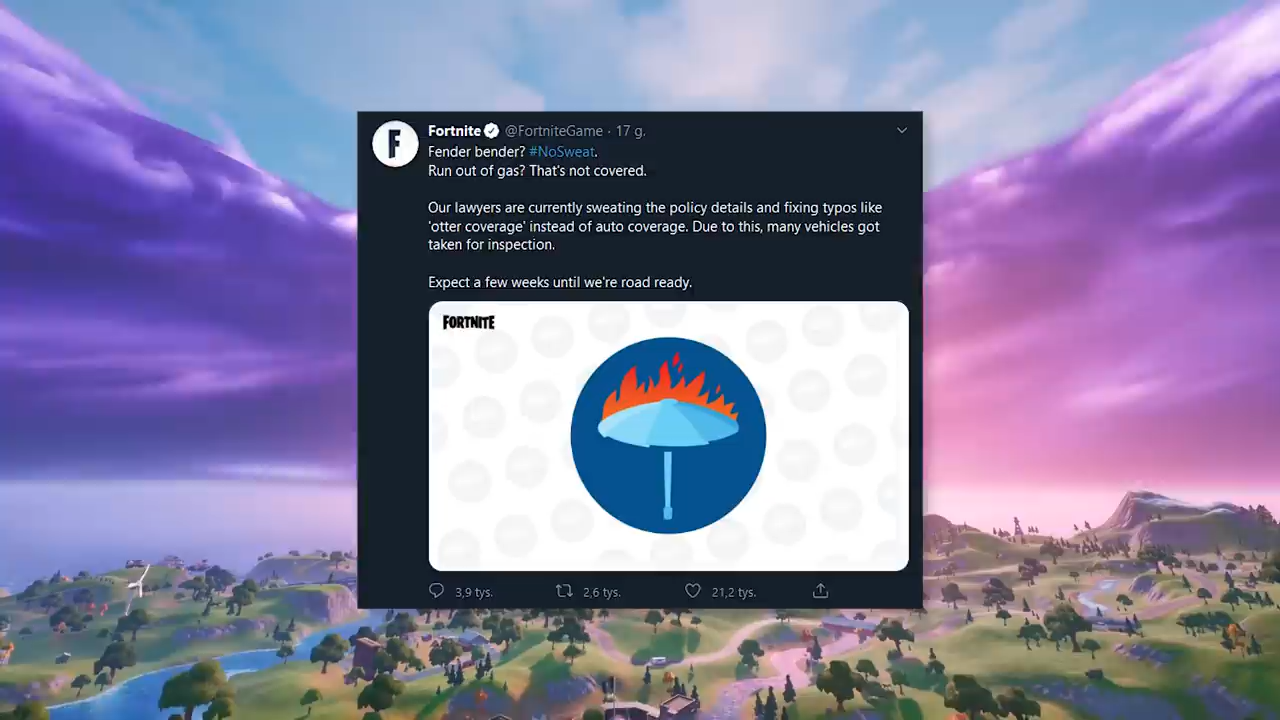 Fortnite @FortniteGame · 17 g.
Fender bender? #NoSweat.
Run out of gas? That's not covered.
Our lawyers are currently sweating the policy details and fixing typos like
'otter coverage' instead of auto coverage. Due to this, many vehicles got
taken for inspection.
Expect a few weeks until we're road ready.
FORTNITE
3,9 tys. 2,6 tys. 21,2 tys.